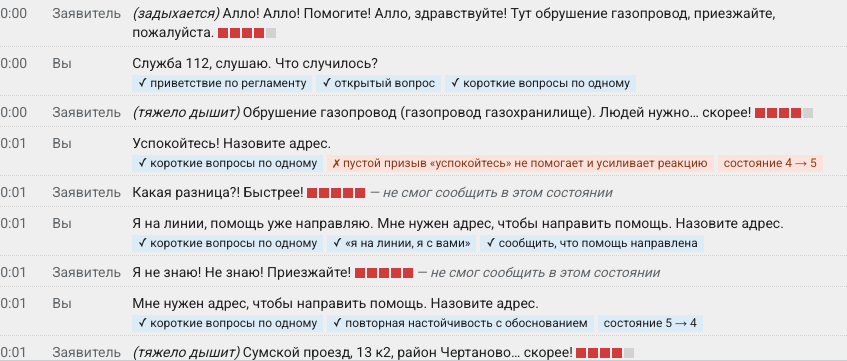 0:00 Заявитель (задыхается) Алло! Алло! Помогите! Алло, здравствуйте! Тут обрушение газопровод, приезжайте,
пожалуйста.
0:00 Вы Служба 112, слушаю. Что случилось?
✓ приветствие по регламенту ✓ открытый вопрос ✓ короткие вопросы по одному
0:00 Заявитель (тяжело дышит) Обрушение газопровод (газопровод газохранилище). Людей нужно... скорее!
0:01 Вы Успокойтесь! Назовите адрес.
✓ короткие вопросы по одному ✗ пустой призыв «успокойтесь» не помогает и усиливает реакцию состояние 4 → 5
0:01 Заявитель Какая разница?! Быстрее! — не смог сообщить в этом состоянии
0:01 Вы Я на линии, помощь уже направляю. Мне нужен адрес, чтобы направить помощь. Назовите адрес.
✓ короткие вопросы по одному ✓ «я на линии, я с вами» ✓ сообщить, что помощь направлена
0:01 Заявитель Я не знаю! Не знаю! Приезжайте! — не смог сообщить в этом состоянии
0:01 Вы Мне нужен адрес, чтобы направить помощь. Назовите адрес.
✓ короткие вопросы по одному ✓ повторная настойчивость с обоснованием состояние 5 → 4
0:01 Заявитель (тяжело дышит) Сумской проезд, 13 к2, район Чертаново... скорее!